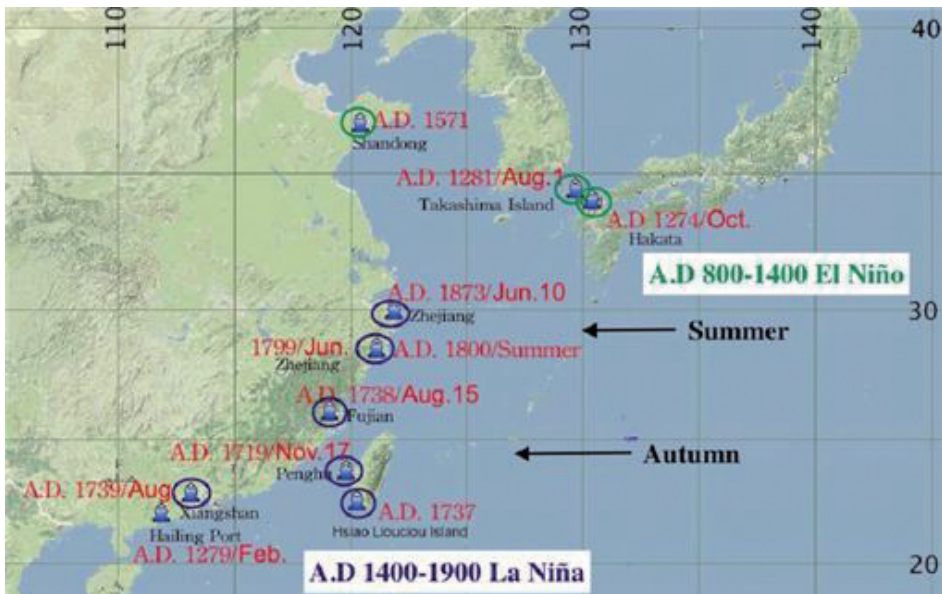 110
120
130
140
40
A.D. 1571
Shandong
A.D. 1281/Aug.1
Takashima Island
A.D 1274/Oct.
Hakata
A.D 800-1400 El Niño
A.D. 1873/Jun.10
Zhejiang
30
Summer
1799/Jun.
A.D. 1800/Summer
Zhejiang
A.D. 1738/Aug.15
Fujian
A.D. 1719/Nov.17
Autumn
Penghu
A.D. 1739/Aug
Xiangshan
A.D. 1737
Hailing Port
Hsiao Liouciou Island
A.D. 1279/Feb.
A.D 1400-1900 La Niña
20